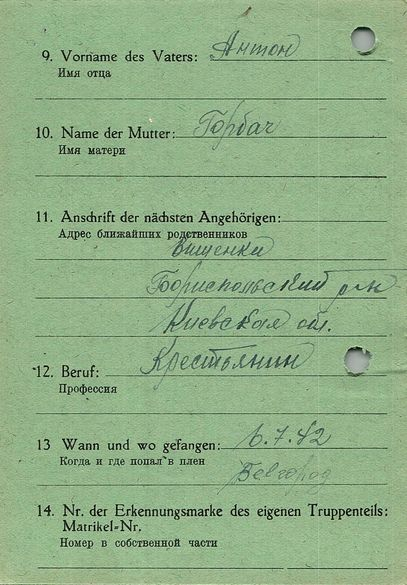 9. Vorname des Vaters: Антон
Имя отца
10. Name der Mutter: Горбач
Имя матери
11. Anschrift der nächsten Angehörigen:
Адрес ближайших родственников
Вишенки
Бориспольский р-н
Киевская обл.
12. Beruf: Крестьянин
Профессия
13 Wann und wo gefangen: 6.7.42
Когда и где попал в плен
Белгород
14. Nr. der Erkennungsmarke des eigenen Truppenteils:
Matrikel-Nr.
Номер в собственной части